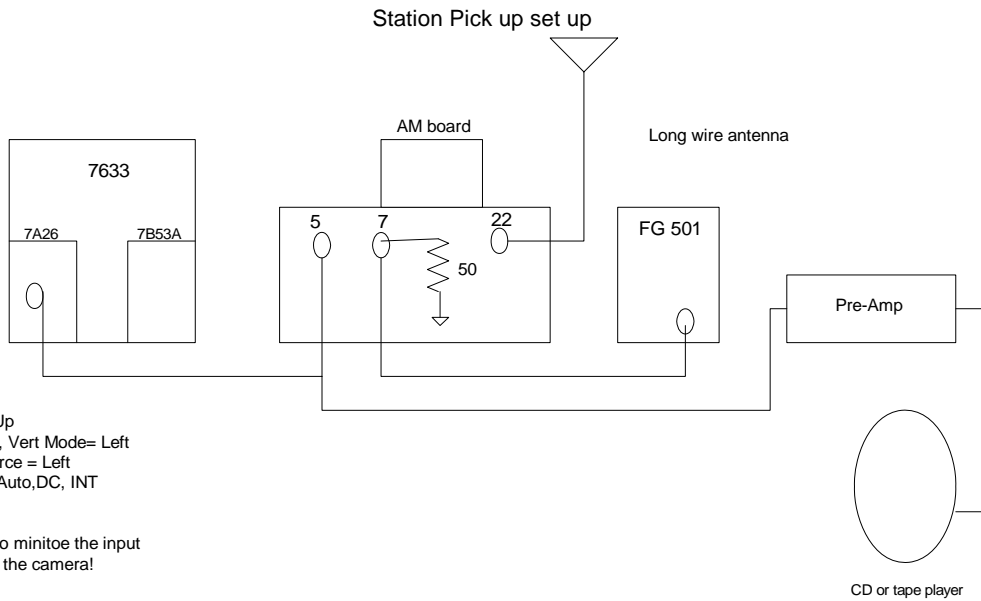 Station Pick up set up
AM board
Long wire antenna
7633
7A26
7B53A
5
7
22
50
FG 501
Pre-Amp
Up
, Vert Mode= Left
rce = Left
Auto,DC, INT
o minitoe the input
the camera!
CD or tape player